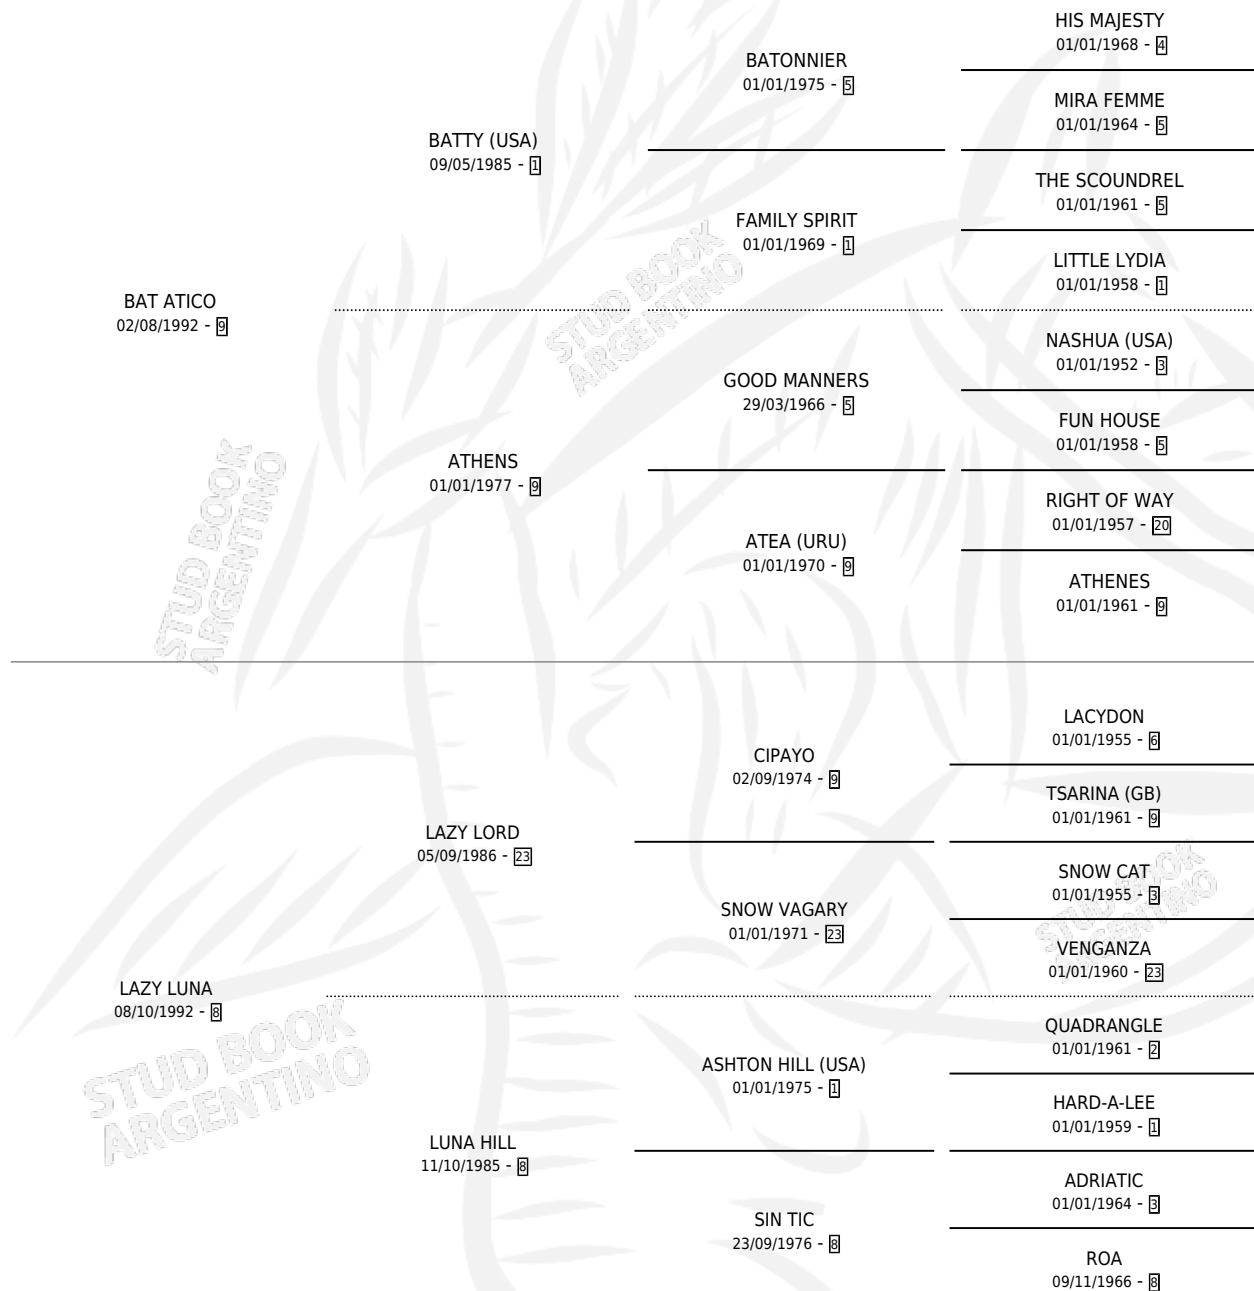 HIS MAJESTY
01/01/1968 - 4
BATONNIER
01/01/1975 - 5
MIRA FEMME
01/01/1964 - 5
BATTY (USA)
09/05/1985 - 1
THE SCOUNDREL
01/01/1961 - 5
FAMILY SPIRIT
01/01/1969 - 1
LITTLE LYDIA
01/01/1958 - 1
BAT ATICO
02/08/1992 - 9
NASHUA (USA)
01/01/1952 - 3
GOOD MANNERS
29/03/1966 - 5
FUN HOUSE
01/01/1958 - 5
ATHENS
01/01/1977 - 9
RIGHT OF WAY
01/01/1957 - 20
ATEA (URU)
01/01/1970 - 9
ATHENES
01/01/1961 - 9
STUD BOOK
ARGENTINO
STUD BOOK
ARGENTINO
LACYDON
01/01/1955 - 6
CIPAYO
02/09/1974 - 9
TSARINA (GB)
01/01/1961 - 9
LAZY LORD
05/09/1986 - 23
SNOW CAT
01/01/1955 - 3
SNOW VAGARY
01/01/1971 - 23
VENGANZA
01/01/1960 - 23
LAZY LUNA
08/10/1992 - 8
QUADRANGLE
01/01/1961 - 2
ASHTON HILL (USA)
01/01/1975 - 1
HARD-A-LEE
01/01/1959 - 1
LUNA HILL
11/10/1985 - 8
ADRIATIC
01/01/1964 - 3
SIN TIC
23/09/1976 - 8
ROA
09/11/1966 - 8
STUD BOOK
ARGENTINO
STUD BOOK
ARGENTINO